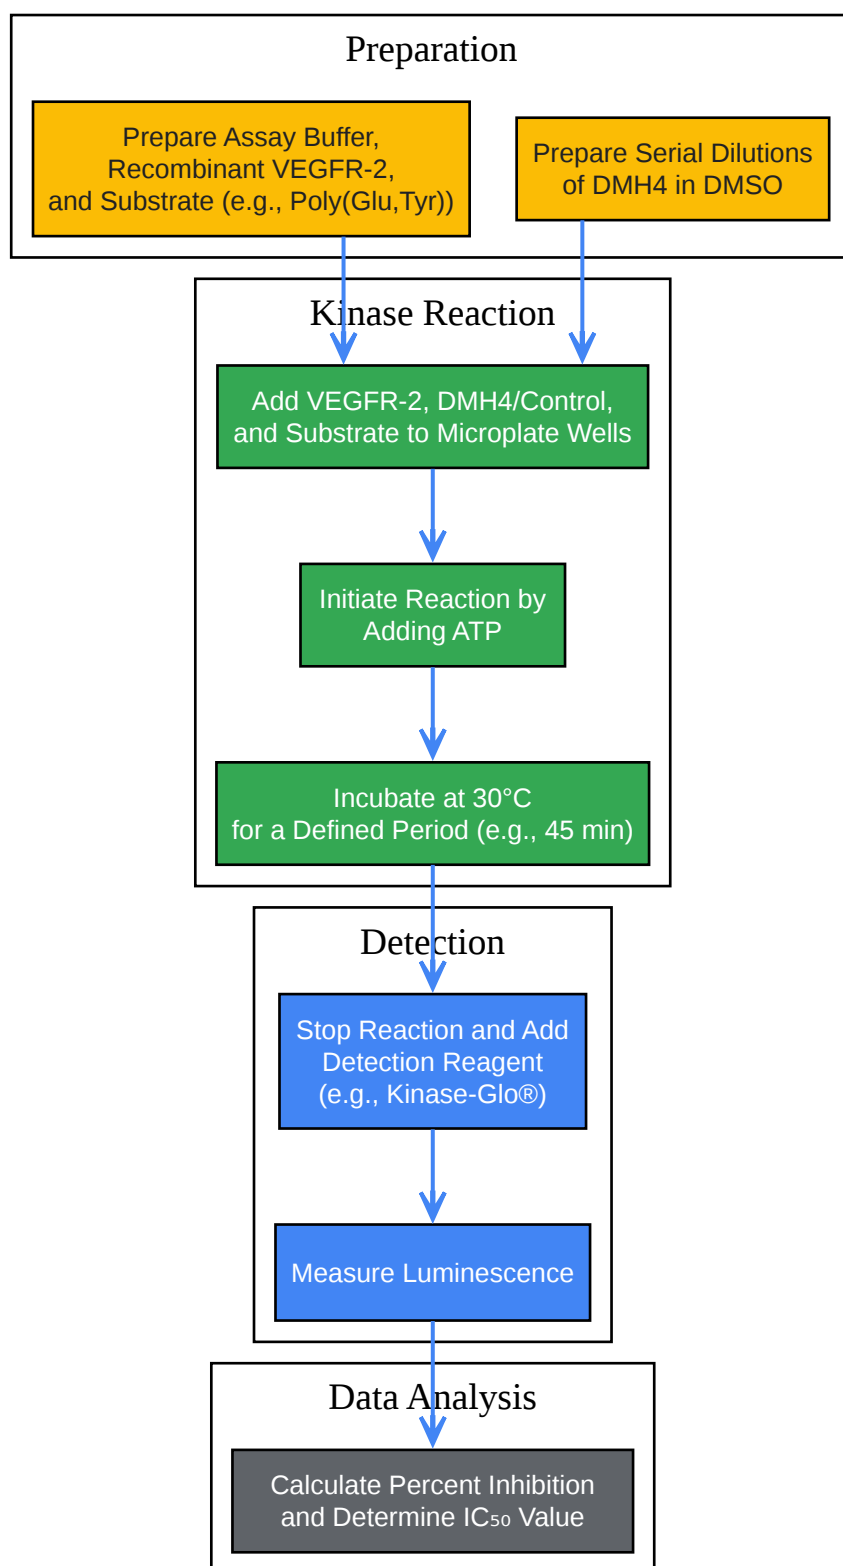 Preparation
Prepare Assay Buffer,
Recombinant VEGFR-2,
and Substrate (e.g., Poly(Glu,Tyr))
Prepare Serial Dilutions
of DMH4 in DMSO
Kinase Reaction
Add VEGFR-2, DMH4/Control,
and Substrate to Microplate Wells
Initiate Reaction by
Adding ATP
Incubate at 30°C
for a Defined Period (e.g., 45 min)
Detection
Stop Reaction and Add
Detection Reagent
(e.g., Kinase-Glo®)
Measure Luminescence
Data Analysis
Calculate Percent Inhibition
and Determine IC₅₀ Value